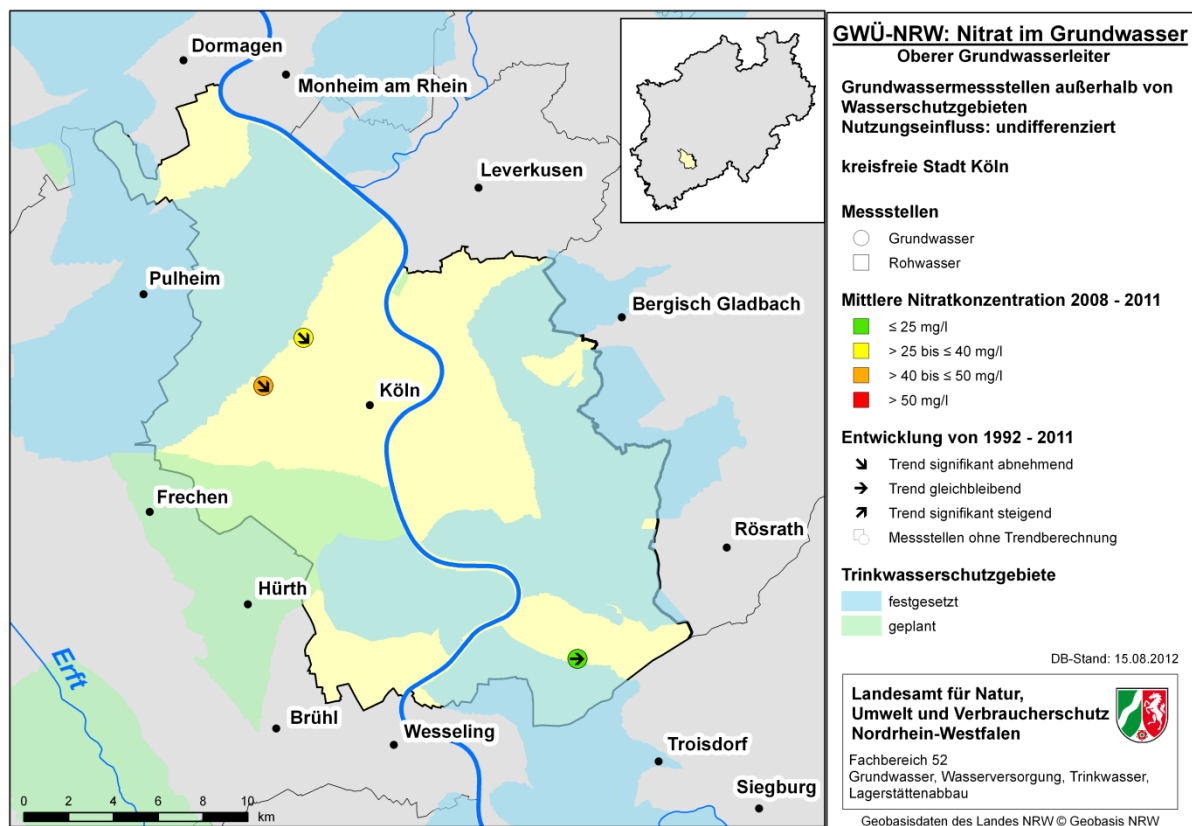 Dormagen
Monheim am Rhein
Leverkusen
Pulheim
Bergisch Gladbach
Köln
Frechen
Rösrath
Hürth
Erft
Brühl
Wesseling
Troisdorf
Siegburg
0 2 4 6 8 10
km
GWÜ-NRW: Nitrat im Grundwasser
Oberer Grundwasserleiter
Grundwassermessstellen außerhalb von
Wasserschutzgebieten
Nutzungseinfluss: undifferenziert
kreisfreie Stadt Köln
Messstellen
Grundwasser
Rohwasser
Mittlere Nitratkonzentration 2008 - 2011
≤ 25 mg/l
> 25 bis ≤ 40 mg/l
> 40 bis ≤ 50 mg/l
> 50 mg/l
Entwicklung von 1992 - 2011
Trend signifikant abnehmend
Trend gleichbleibend
Trend signifikant steigend
Messstellen ohne Trendberechnung
Trinkwasserschutzgebiete
festgesetzt
geplant
DB-Stand: 15.08.2012
Landesamt für Natur,
Umwelt und Verbraucherschutz
Nordrhein-Westfalen
Fachbereich 52
Grundwasser, Wasserversorgung, Trinkwasser,
Lagerstättenabbau
Geobasisdaten des Landes NRW © Geobasis NRW